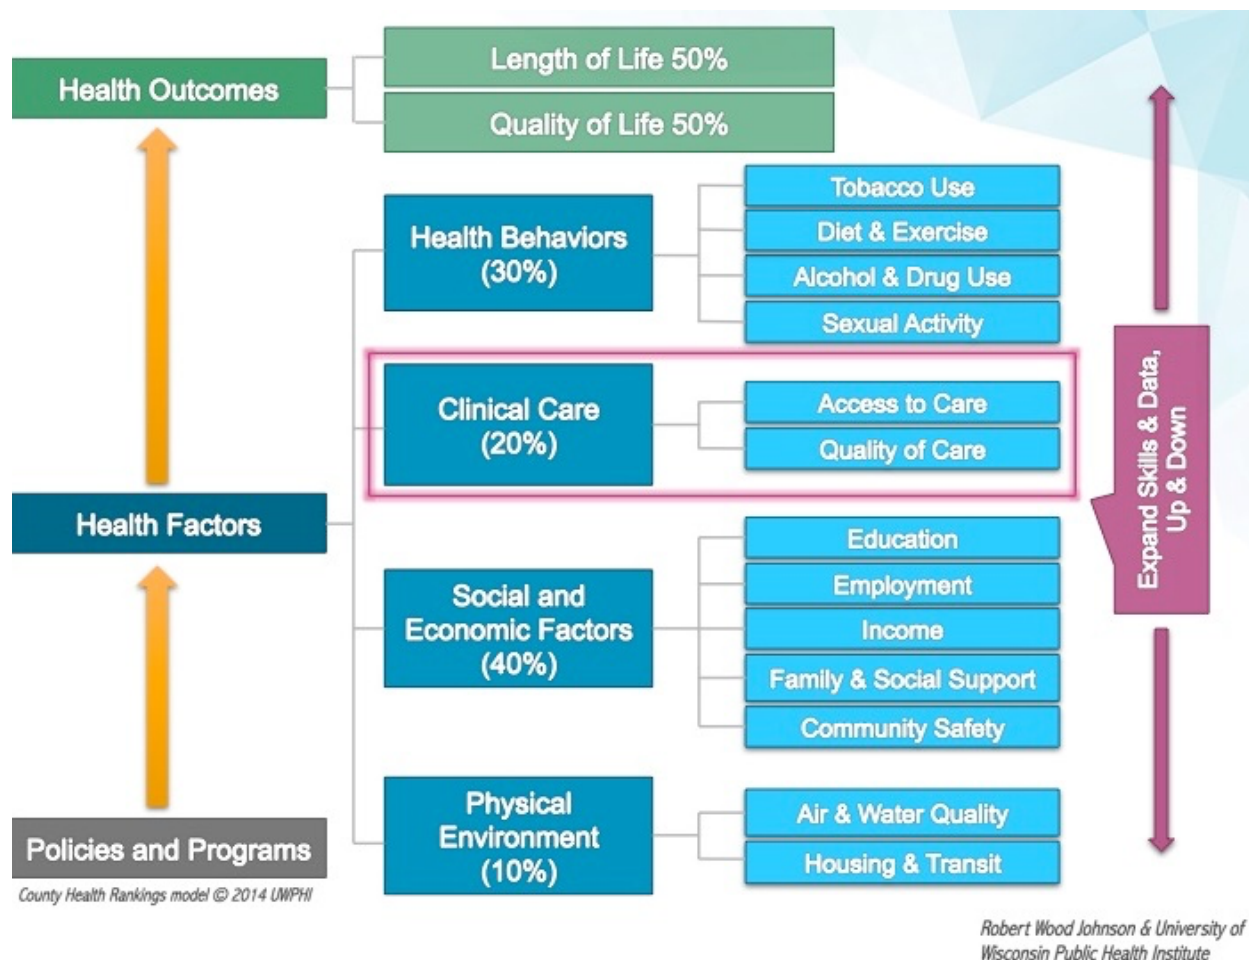 Health Outcomes
Length of Life 50%
Quality of Life 50%
Health Behaviors
(30%)
Tobacco Use
Diet & Exercise
Alcohol & Drug Use
Sexual Activity
Clinical Care
(20%)
Access to Care
Quality of Care
Health Factors
Social and
Economic Factors
(40%)
Education
Employment
Income
Family & Social Support
Community Safety
Physical
Environment
(10%)
Air & Water Quality
Housing & Transit
Policies and Programs
Expand Skills & Data,
Up & Down
County Health Rankings model © 2014 UWPHI
Robert Wood Johnson & University of
Wisconsin Public Health Institute